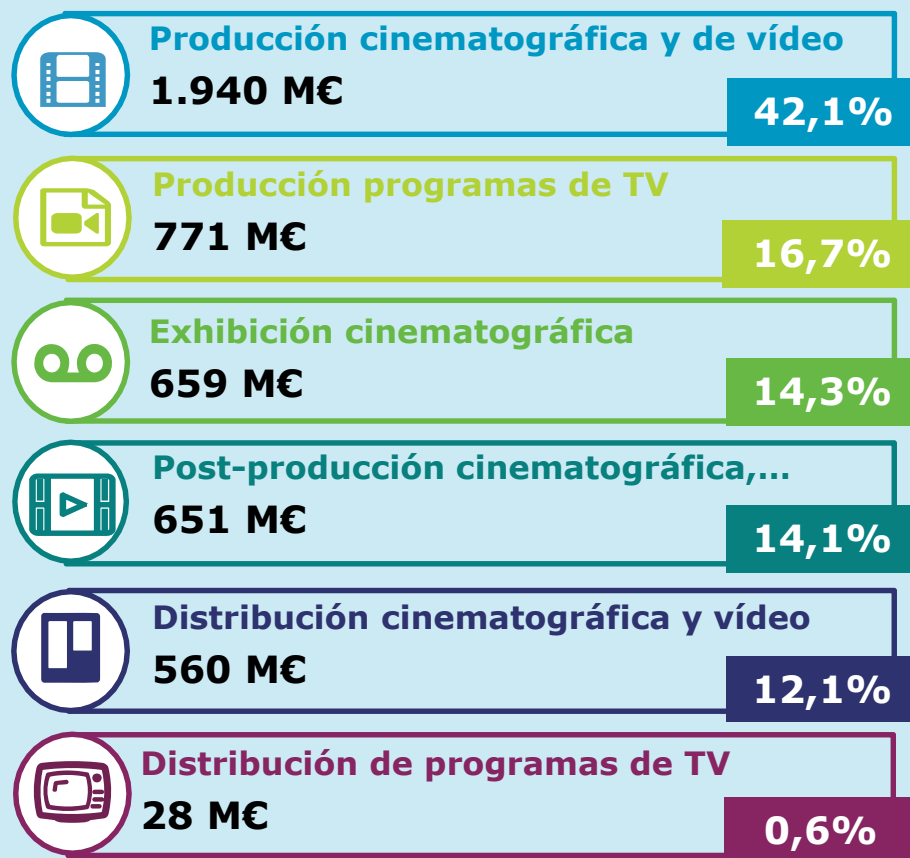 Producción cinematográfica y de vídeo
1.940 M€
42,1%
Producción programas de TV
771 M€
16,7%
Exhibición cinematográfica
659 M€
14,3%
Post-producción cinematográfica,...
651 M€
14,1%
Distribución cinematográfica y vídeo
560 M€
12,1%
Distribución de programas de TV
28 M€
0,6%